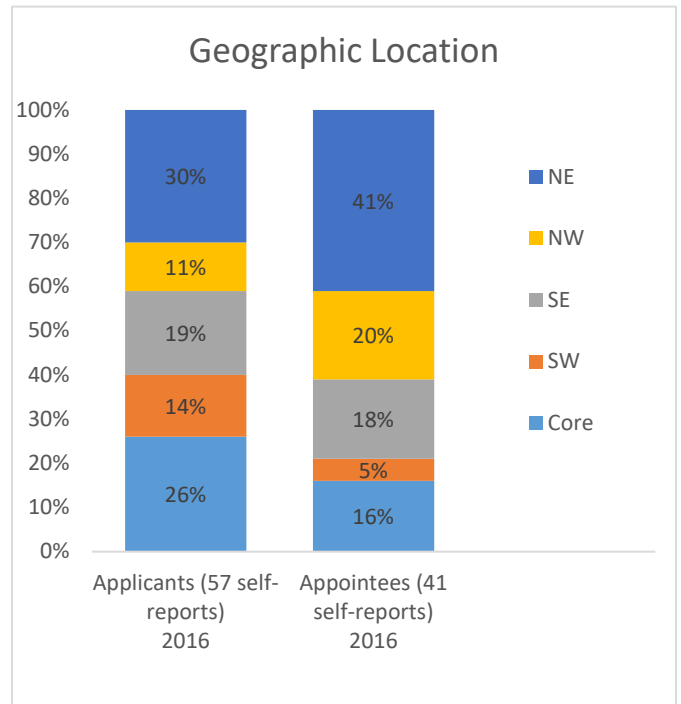 Geographic Location
100%
90%
80%
70%
60%
50%
40%
30%
20%
10%
0%
30%
11%
19%
14%
26%
41%
20%
18%
5%
16%
NE
NW
SE
SW
Core
Applicants (57 self-
reports)
2016
Appointees (41
self-reports)
2016